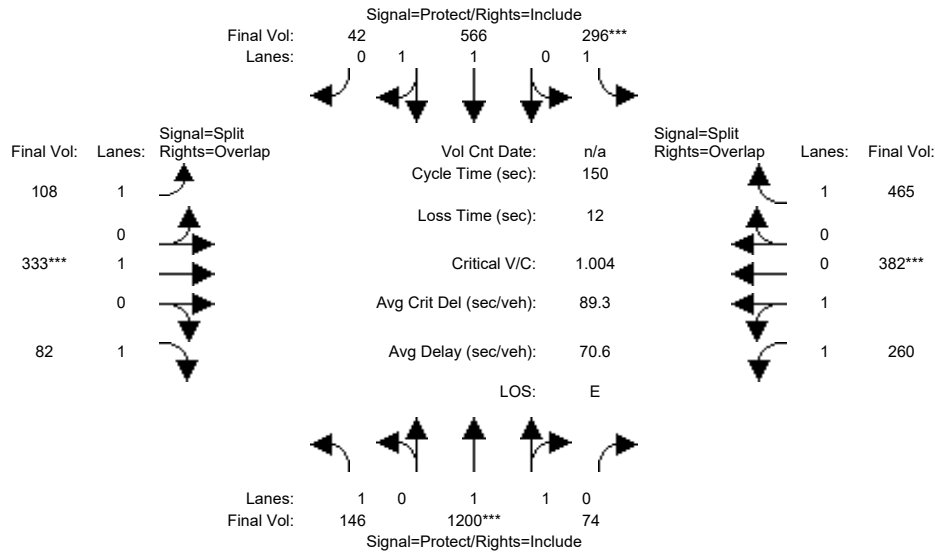 Signal=Protect/Rights=Include
Final Vol: 42 566 296***
Lanes: 0 1 1 0 1
Signal=Split Signal=Split
Final Vol: Lanes: Rights=Overlap Vol Cnt Date: n/a Rights=Overlap Lanes: Final Vol:
Cycle Time (sec): 150
108 1 1 465
Loss Time (sec): 12
0 0
333*** 1 Critical V/C: 1.004 0 382***
0 Avg Crit Del (sec/veh): 89.3 1
82 1 Avg Delay (sec/veh): 70.6 1 260
LOS: E
Lanes: 1 0 1 1 0
Final Vol: 146 1200*** 74
Signal=Protect/Rights=Include